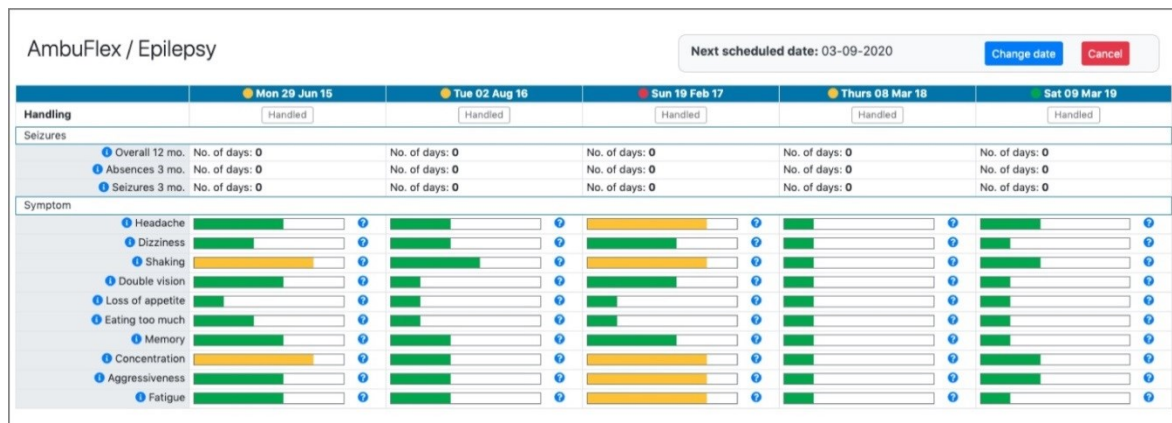 AmbuFlex / Epilepsy
Next scheduled date: 03-09-2020 Change date Cancel
Mon 29 Jun 15 Tue 02 Aug 16 Sun 19 Feb 17 Thurs 08 Mar 18 Sat 09 Mar 19
Handling Handled Handled Handled Handled Handled
Seizures
Overall 12 mo. No. of days: 0 No. of days: 0 No. of days: 0 No. of days: 0 No. of days: 0
Absences 3 mo. No. of days: 0 No. of days: 0 No. of days: 0 No. of days: 0 No. of days: 0
Seizures 3 mo. No. of days: 0 No. of days: 0 No. of days: 0 No. of days: 0 No. of days: 0
Symptom
Headache
Dizziness
Shaking
Double vision
Loss of appetite
Eating too much
Memory
Concentration
Aggressiveness
Fatigue